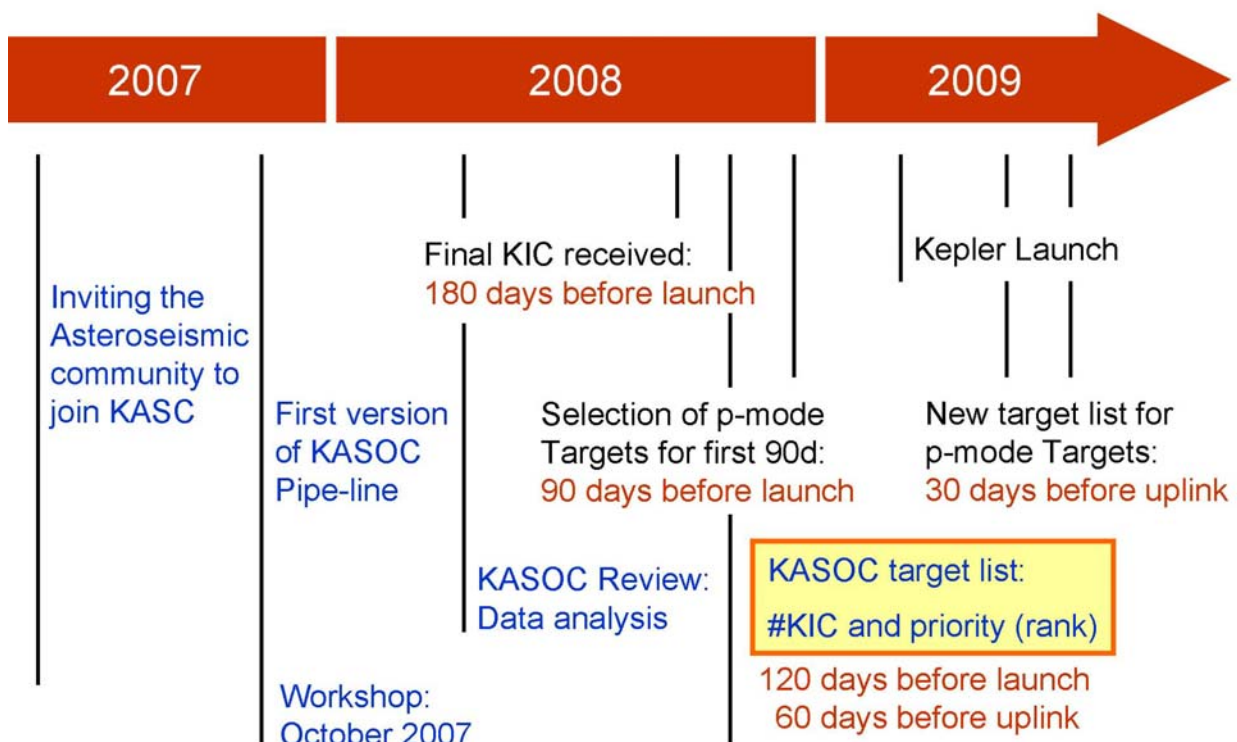 2007
2008
2009
Final KIC received:
180 days before launch
Kepler Launch
Inviting the
Asteroseismic
community to
join KASC
First version
of KASOC
Pipe-line
Selection of p-mode
Targets for first 90d:
90 days before launch
New target list for
p-mode Targets:
30 days before uplink
KASOC Review:
Data analysis
KASOC target list:
#KIC and priority (rank)
120 days before launch
60 days before uplink
Workshop:
October 2007